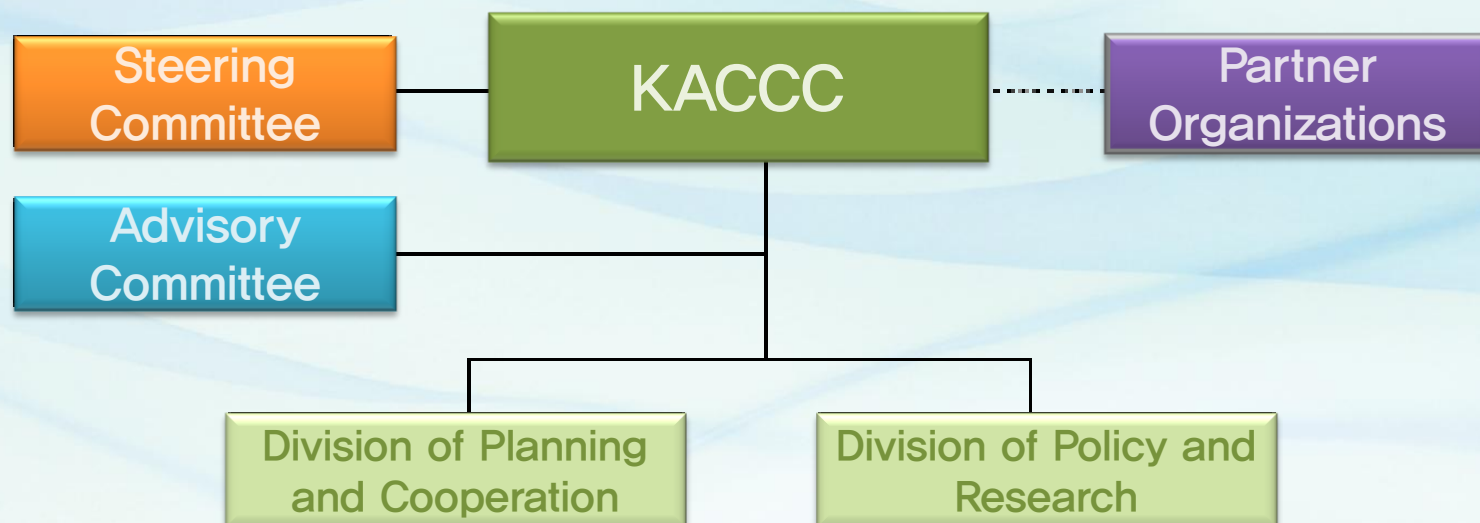 Steering
Committee
KACCC
Partner
Organizations
Advisory
Committee
Division of Planning
and Cooperation
Division of Policy and
Research